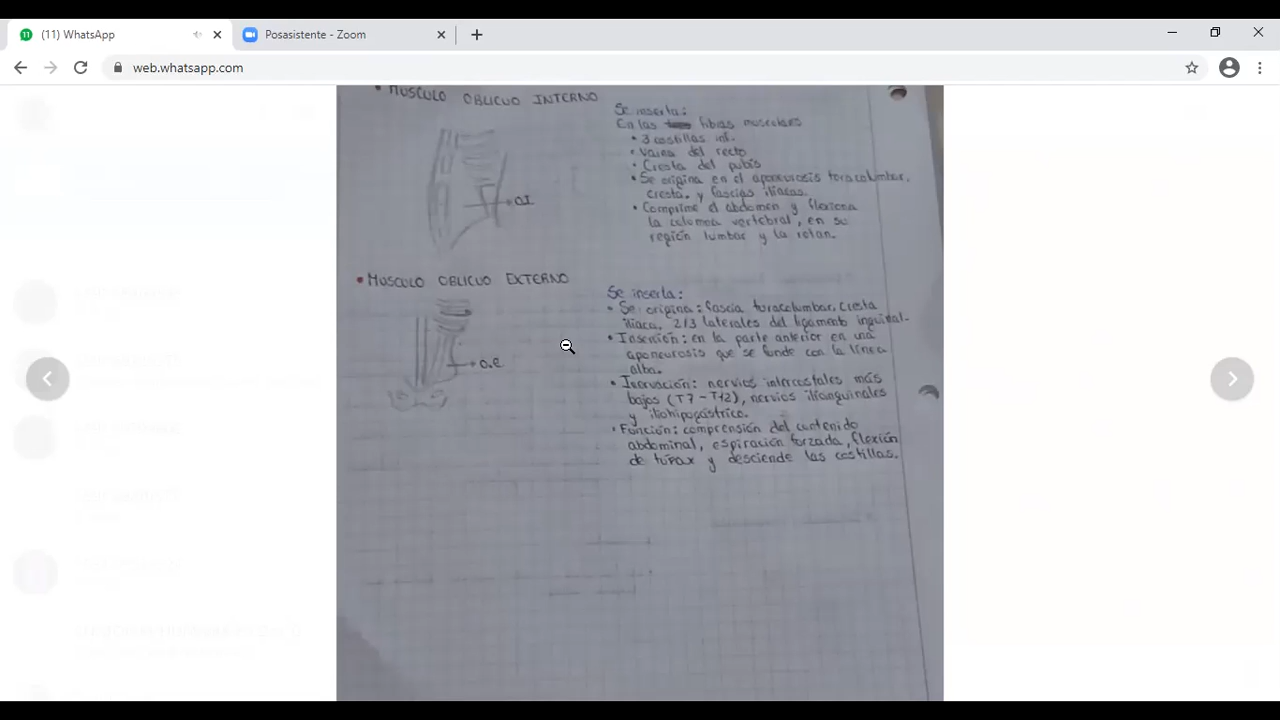 (11) WhatsApp
Posasistente - Zoom
web.whatsapp.com
• MUSCULO OBLICUO INTERNO
Se inserta:
En las fibras musculares
• 3 costillas inf.
• Vaina del recto
• Cresta del pubis
• Se origina en el aponeurosis toracolumbar,
cresta, y fascias iliacas.
• Comprime el abdomen y flexiona
la columna vertebral, en su
región lumbar y la rotan.
O.I
• MUSCULO OBLICUO EXTERNO
Se inserta:
• Se origina: fascia toracolumbar, cresta
iliaca, 2/3 laterales del ligamento inguinal.
• Inserción: en la parte anterior en una
aponeurosis que se funde con la línea
alba.
• Inervación: nervios intercostales más
bajos (T7-T12), nervios ilioinguinales
y iliohipogástrico.
• Función: comprensión del contenido
abdominal, espiración forzada, flexión
de tórax y desciende las costillas.
O.E